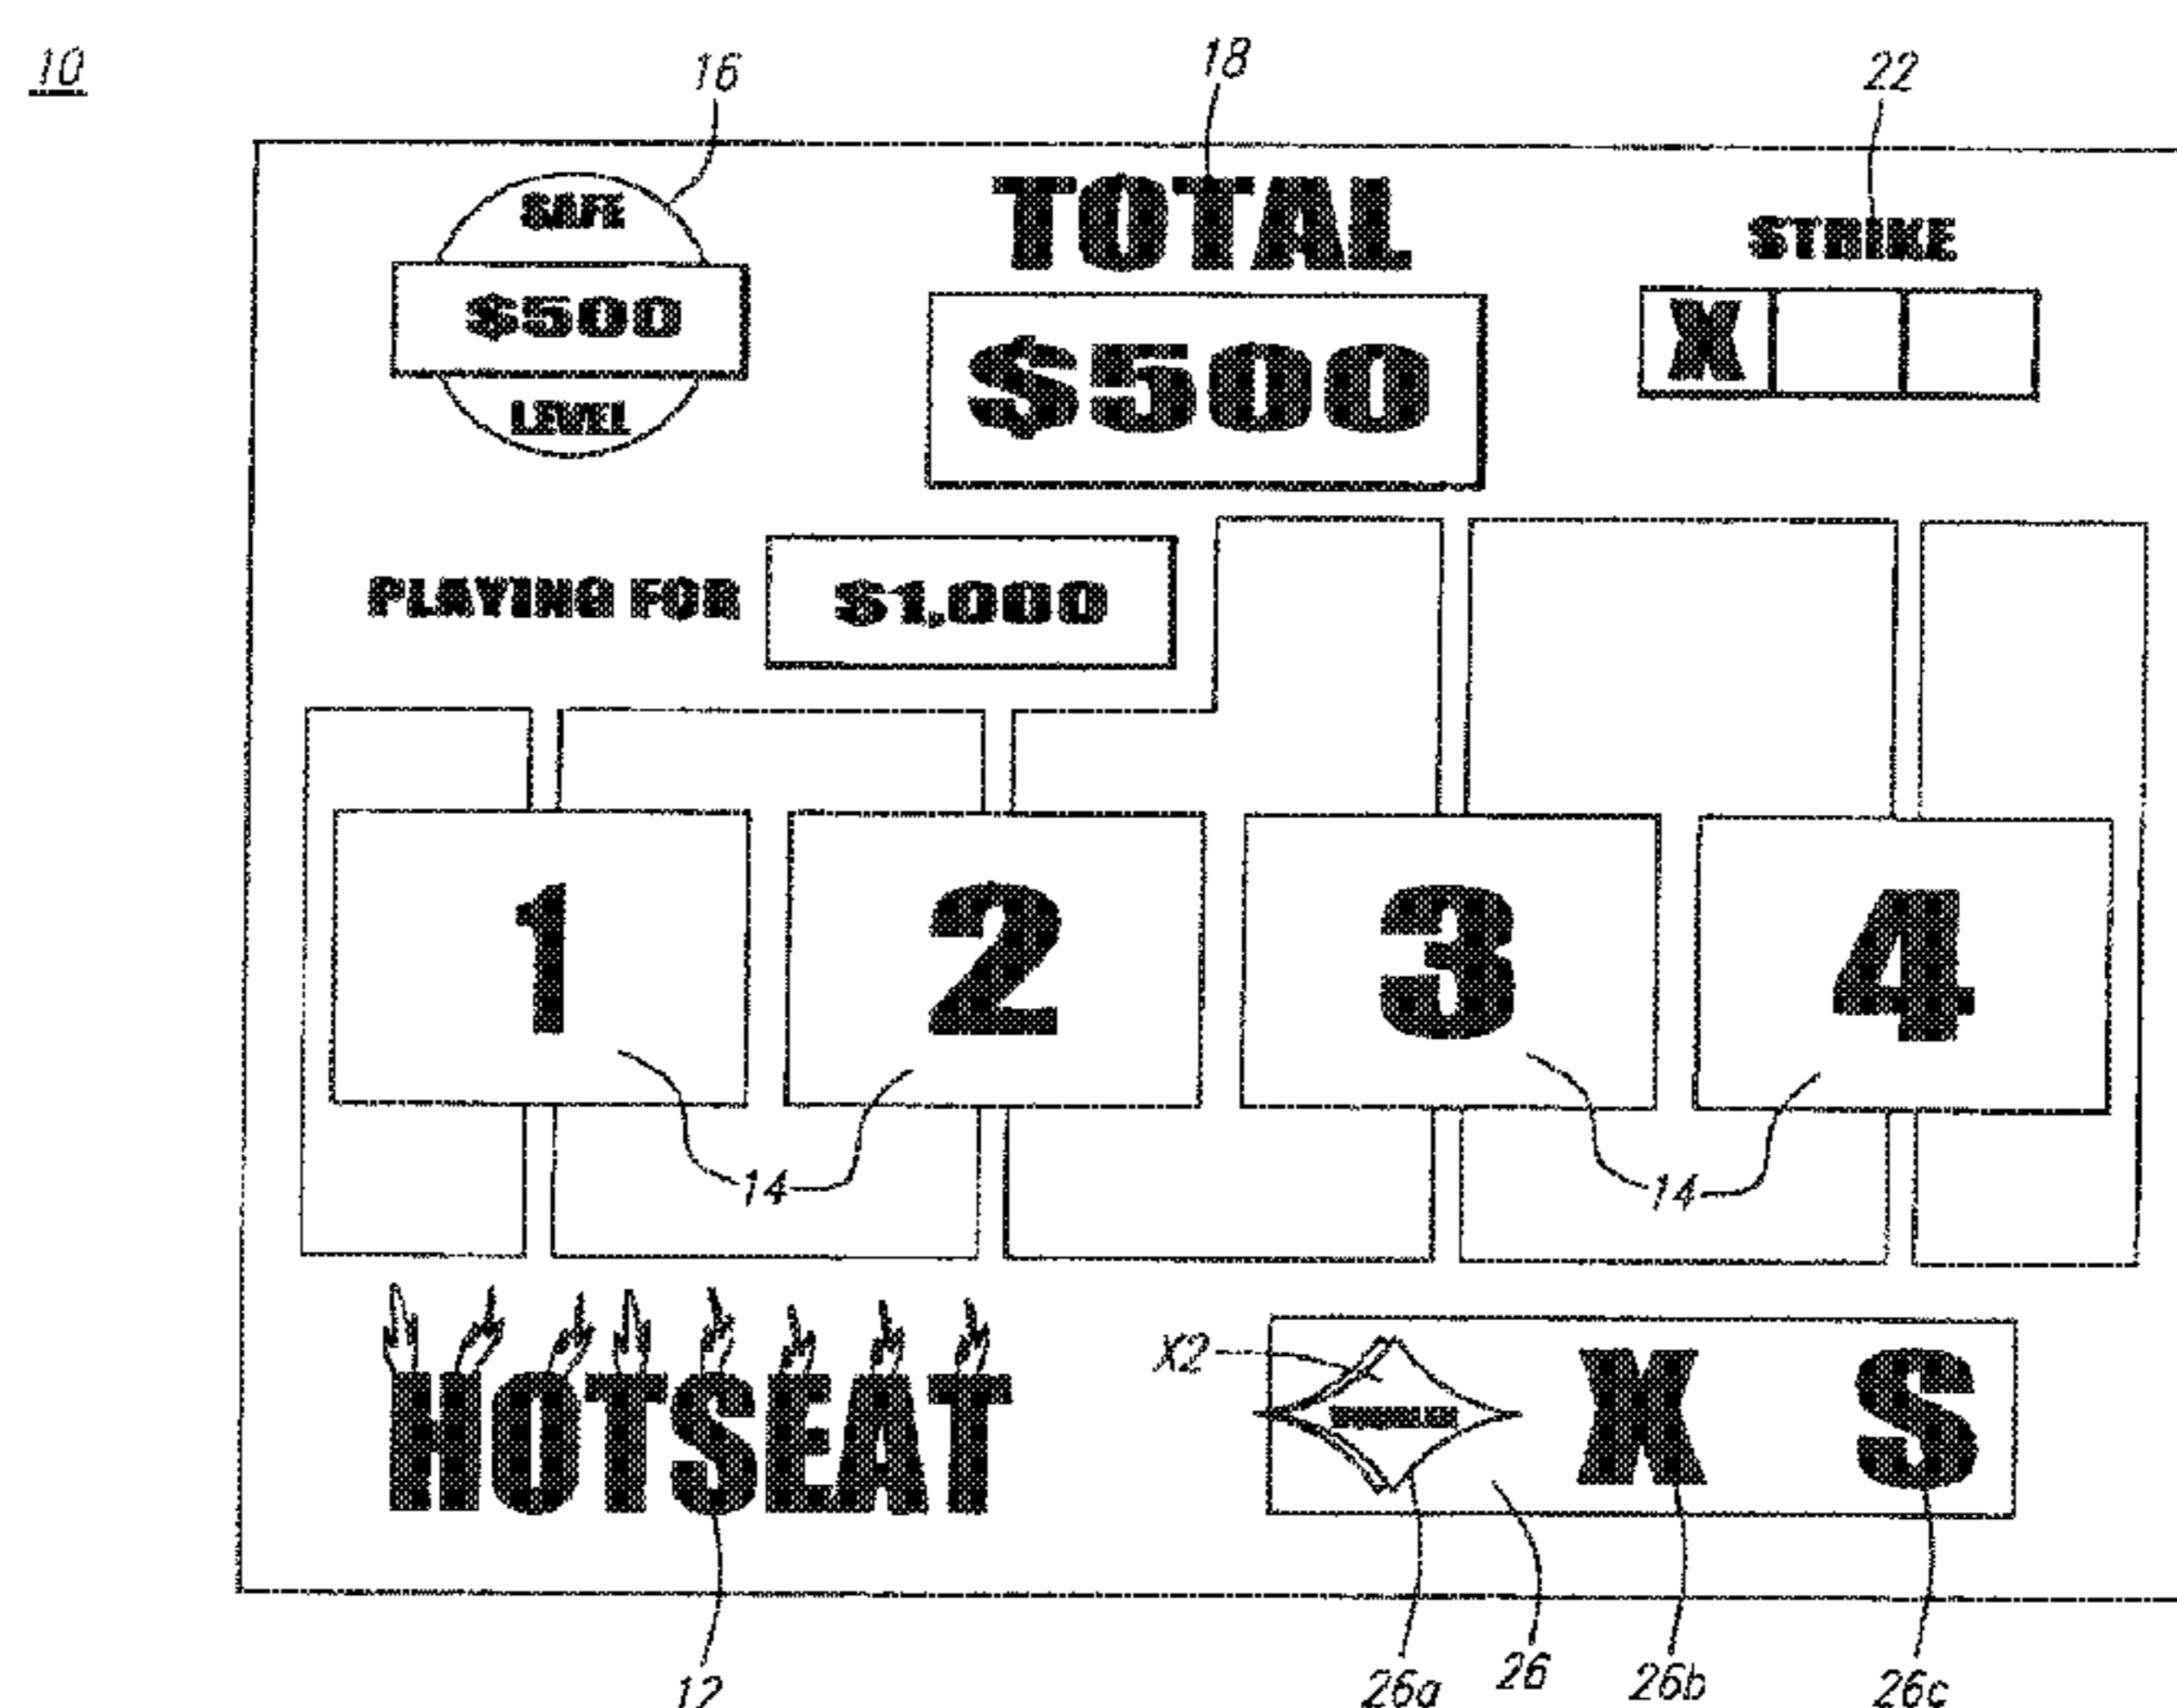 10
16
18
22
SAFE
$500
LEVEL
TOTAL
$500
STRIKE
X
PLAYING FOR
$1,000
1
2
3
4
14
14
HOTSEAT
X2
X
S
12
26a
26
26b
26c